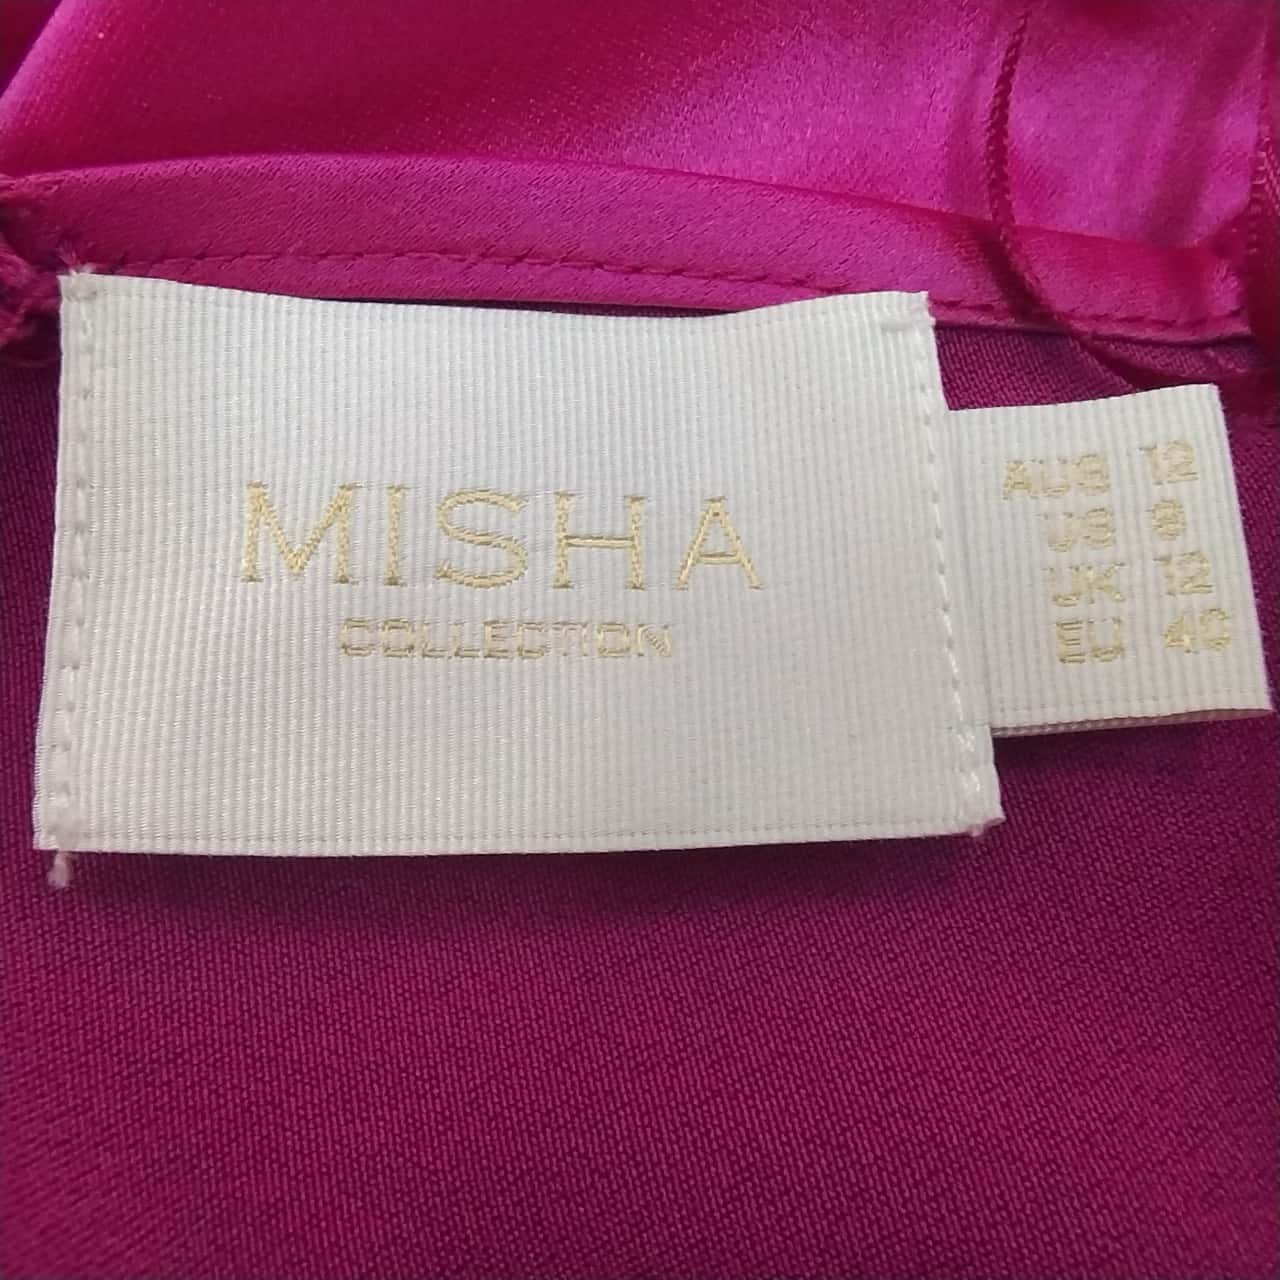 MISHA
COLLECTION
AUS 12
US 8
UK 12
EU 40